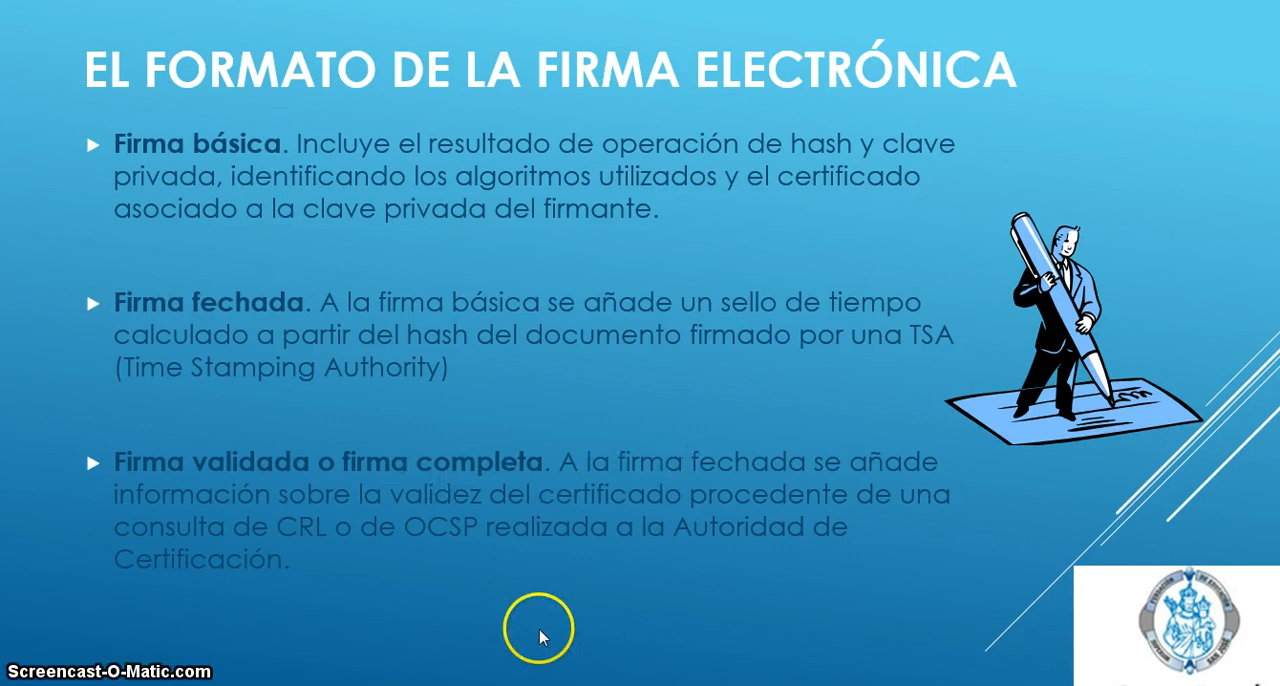 EL FORMATO DE LA FIRMA ELECTRÓNICA
Firma básica. Incluye el resultado de operación de hash y clave
privada, identificando los algoritmos utilizados y el certificado
asociado a la clave privada del firmante.
Firma fechada. A la firma básica se añade un sello de tiempo
calculado a partir del hash del documento firmado por una TSA
(Time Stamping Authority)
Firma validada o firma completa. A la firma fechada se añade
información sobre la validez del certificado procedente de una
consulta de CRL o de OCSP realizada a la Autoridad de
Certificación.
SAN JOSÉ
Screencast-O-Matic.com